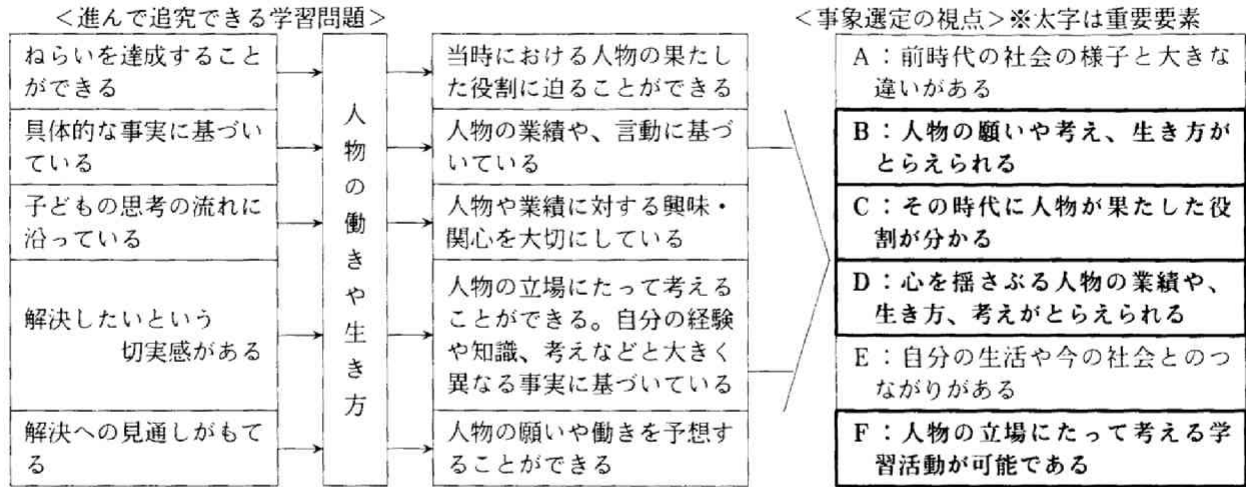 ＜進んで追究できる学習問題＞
ねらいを達成すること
ができる
具体的な事実に基づいて
いる
子どもの思考の流れに
沿っている
解決したいという
切実感がある
解決への見通しがもて
る
人物の働きや生き方
当時における人物の果たし
た役割に迫ることができる
人物の業績や、言動に基づ
いている
人物や業績に対する興味・
関心を大切にしている
人物の立場にたって考える
ことができる。自分の経験
や知識、考えなどと大きく
異なる事実に基づいている
人物の願いや働きを予想す
ることができる
＜事象選定の視点＞※太字は重要要素
A：前時代の社会の様子と大きな
違いがある
B：人物の願いや考え、生き方が
とらえられる
C：その時代に人物が果たした役
割が分かる
D：心を揺さぶる人物の業績や、
生き方、考えがとらえられる
E：自分の生活や今の社会とのつ
ながりがある
F：人物の立場にたって考える学
習活動が可能である